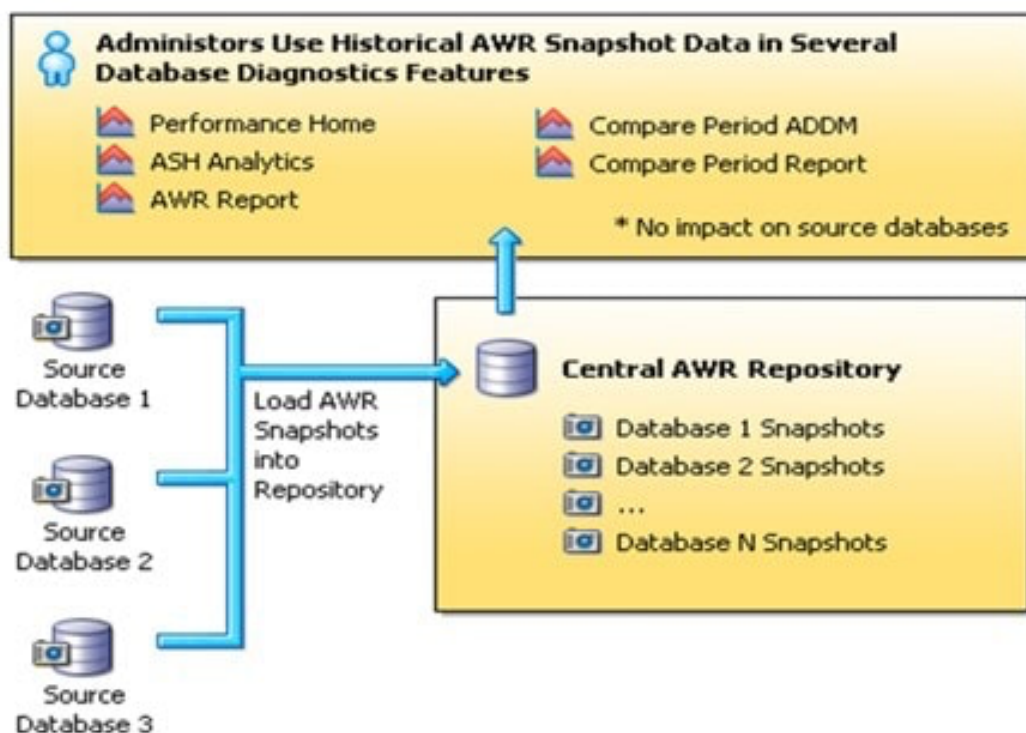 Administors Use Historical AWR Snapshot Data in Several
Database Diagnostics Features
Performance Home
ASH Analytics
AWR Report
Compare Period ADDM
Compare Period Report
* No impact on source databases
Source
Database 1
Source
Database 2
Source
Database 3
Load AWR
Snapshots
into
Repository
Central AWR Repository
Database 1 Snapshots
Database 2 Snapshots
...
Database N Snapshots